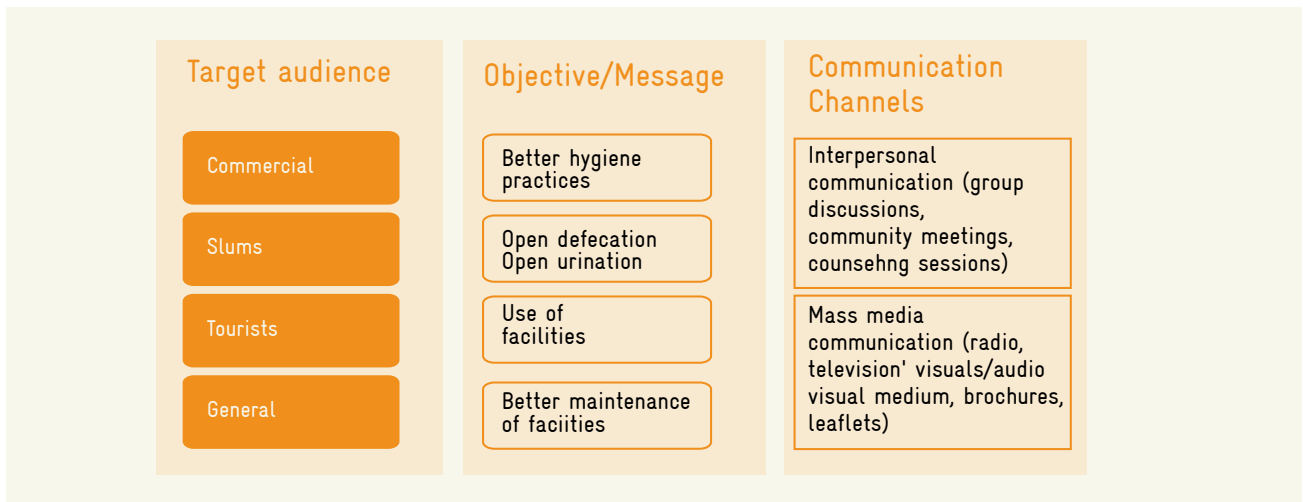 Target audience
Commercial
Slums
Tourists
General
Objective/Message
Better hygiene
practices
Open defecation
Open urination
Use of
facilities
Better maintenance
of faciities
Communication
Channels
Interpersonal
communication (group
discussions,
community meetings,
counsehng sessions)
Mass media
communication (radio,
television' visuals/audio
visual medium, brochures,
leaflets)